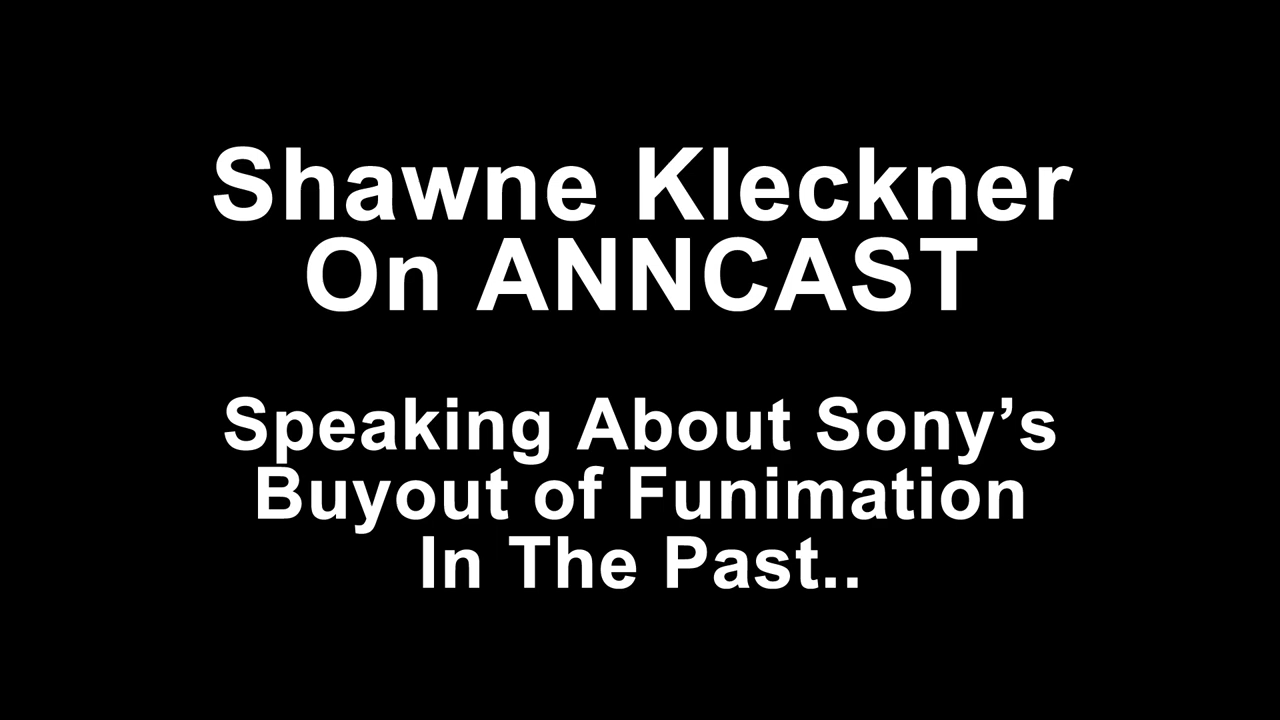 Shawne Kleckner
On ANNCAST
Speaking About Sony’s
Buyout of Funimation
In The Past..